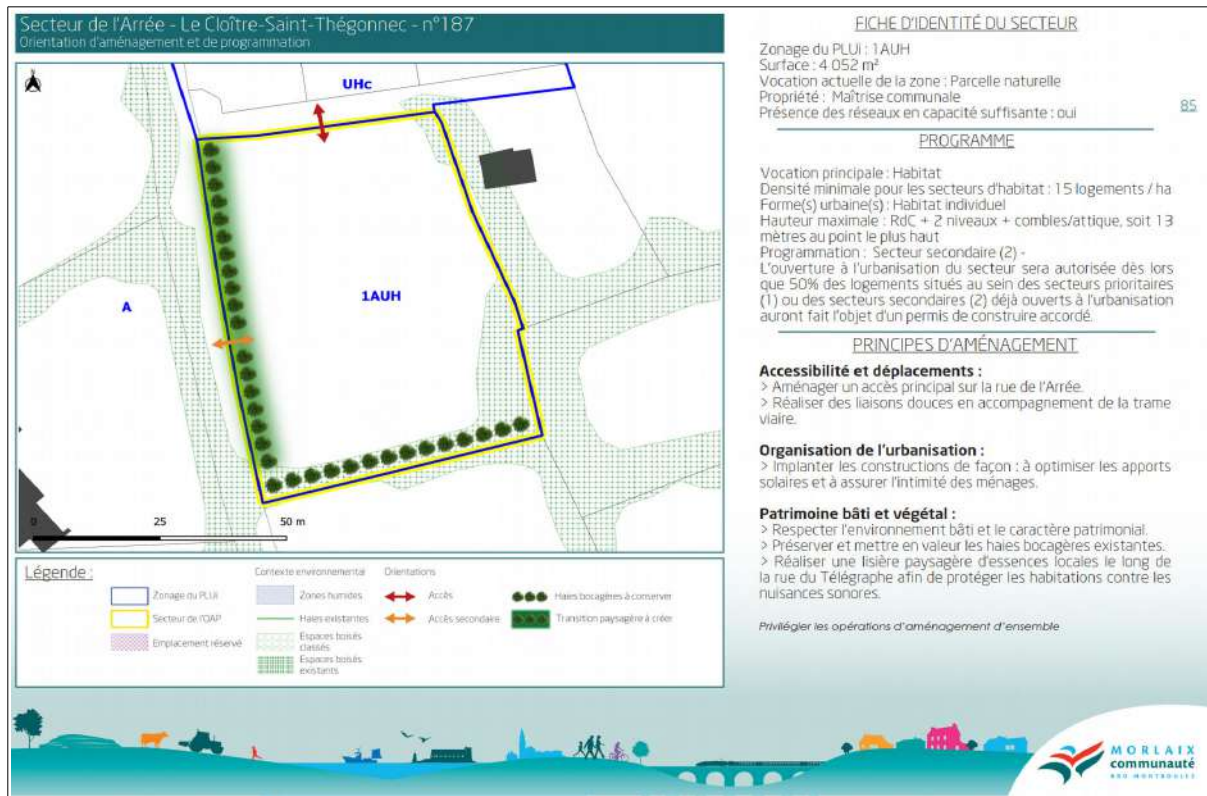 Secteur de l'Arrée - Le Cloître-Saint-Thégonnec - n°187
Orientation d'aménagement et de programmation
UHc
A
1AUH
0
25
50 m
Légende :
Zonage du PLUi
Secteur de l'OAP
Emplacement réservé
Contexte environnemental
Zones humides
Haies existantes
Espaces boisés
classés
Espaces boisés
existants
Orientations
Accès
Accès secondaire
Haies bocagères à conserver
Transition paysagère à créer
FICHE D'IDENTITÉ DU SECTEUR
Zonage du PLUi : 1AUH
Surface : 4 052 m²
Vocation actuelle de la zone : Parcelle naturelle
Propriété : Maîtrise communale
Présence des réseaux en capacité suffisante : oui
85
PROGRAMME
Vocation principale : Habitat
Densité minimale pour les secteurs d'habitat : 15 logements / ha
Forme(s) urbaine(s) : Habitat individuel
Hauteur maximale : RdC + 2 niveaux + combles/attique, soit 13
mètres au point le plus haut
Programmation : Secteur secondaire (2) -
L'ouverture à l'urbanisation du secteur sera autorisée dès lors
que 50% des logements situés au sein des secteurs prioritaires
(1) ou des secteurs secondaires (2) déjà ouverts à l'urbanisation
auront fait l'objet d'un permis de construire accordé.
PRINCIPES D'AMÉNAGEMENT
Accessibilité et déplacements :
> Aménager un accès principal sur la rue de l'Arrée.
> Réaliser des liaisons douces en accompagnement de la trame
viaire.
Organisation de l'urbanisation :
> Implanter les constructions de façon : à optimiser les apports
solaires et à assurer l'intimité des ménages.
Patrimoine bâti et végétal :
> Respecter l'environnement bâti et le caractère patrimonial.
> Préserver et mettre en valeur les haies bocagères existantes.
> Réaliser une lisière paysagère d'essences locales le long de
la rue du Télégraphe afin de protéger les habitations contre les
nuisances sonores.
Privilégier les opérations d'aménagement d'ensemble
MORLAIX
communauté
BRO MONTROULEZ